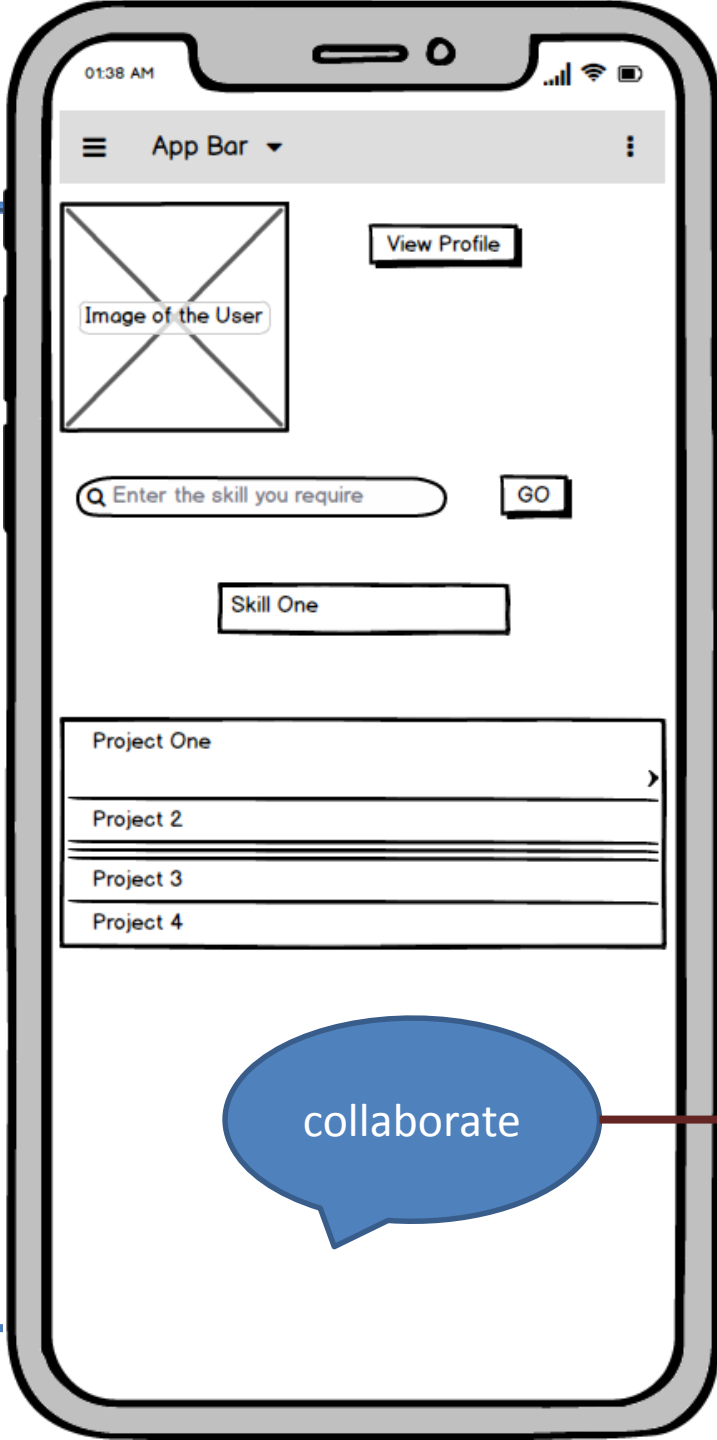 01:38 AM
App Bar
View Profile
Image of the User
Enter the skill you require
GO
Skill One
Project One
Project 2
Project 3
Project 4
collaborate